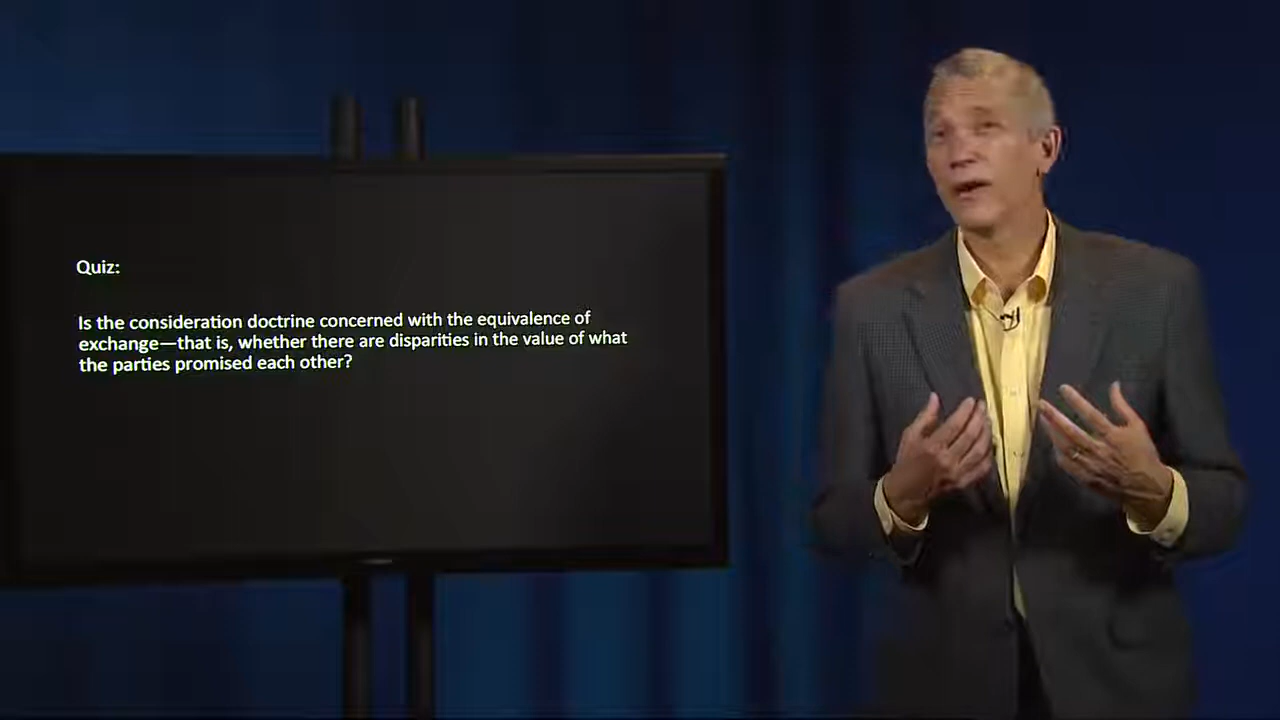 Quiz:
Is the consideration doctrine concerned with the equivalence of
exchange—that is, whether there are disparities in the value of what
the parties promised each other?